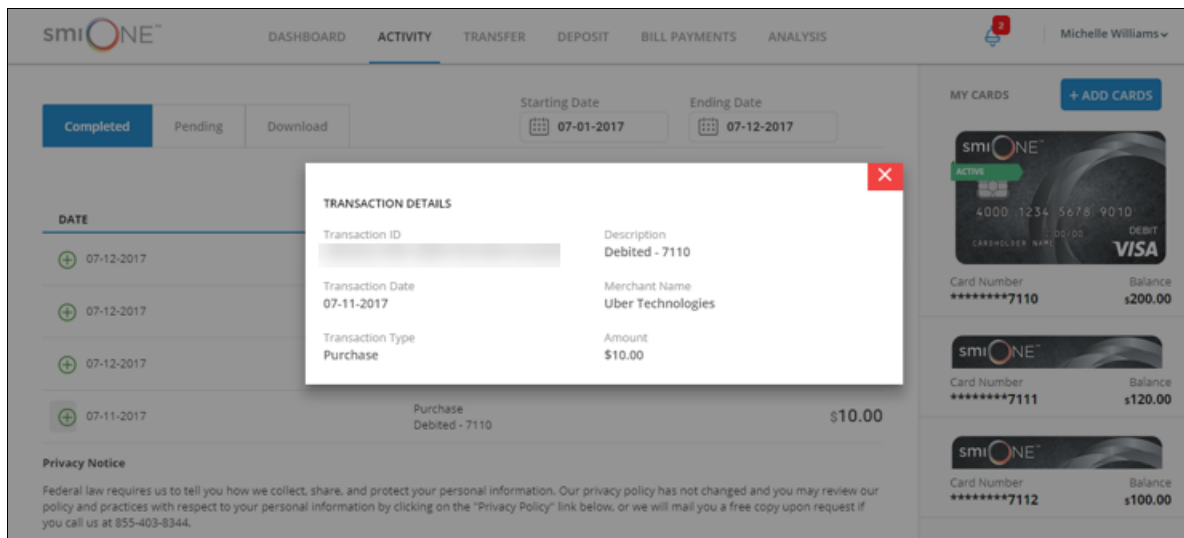 smiONE™
DASHBOARD ACTIVITY TRANSFER DEPOSIT BILL PAYMENTS ANALYSIS
2
Michelle Williams
Completed Pending Download
Starting Date
07-01-2017
Ending Date
07-12-2017
DATE
07-12-2017
07-12-2017
07-12-2017
07-11-2017
Purchase
Debited - 7110
$10.00
TRANSACTION DETAILS
Transaction ID
Description
Debited - 7110
Transaction Date
07-11-2017
Merchant Name
Uber Technologies
Transaction Type
Purchase
Amount
$10.00
Privacy Notice
Federal law requires us to tell you how we collect, share, and protect your personal information. Our privacy policy has not changed and you may review our
policy and practices with respect to your personal information by clicking on the "Privacy Policy" link below, or we will mail you a free copy upon request if
you call us at 855-403-8344.
MY CARDS
+ ADD CARDS
smiONE™
ACTIVE
4000 1234 5678 9010
00/00
CARDHOLDER NAME
DEBIT
VISA
Card Number Balance
********7110 $200.00
smiONE™
Card Number Balance
********7111 $120.00
smiONE™
Card Number Balance
********7112 $100.00